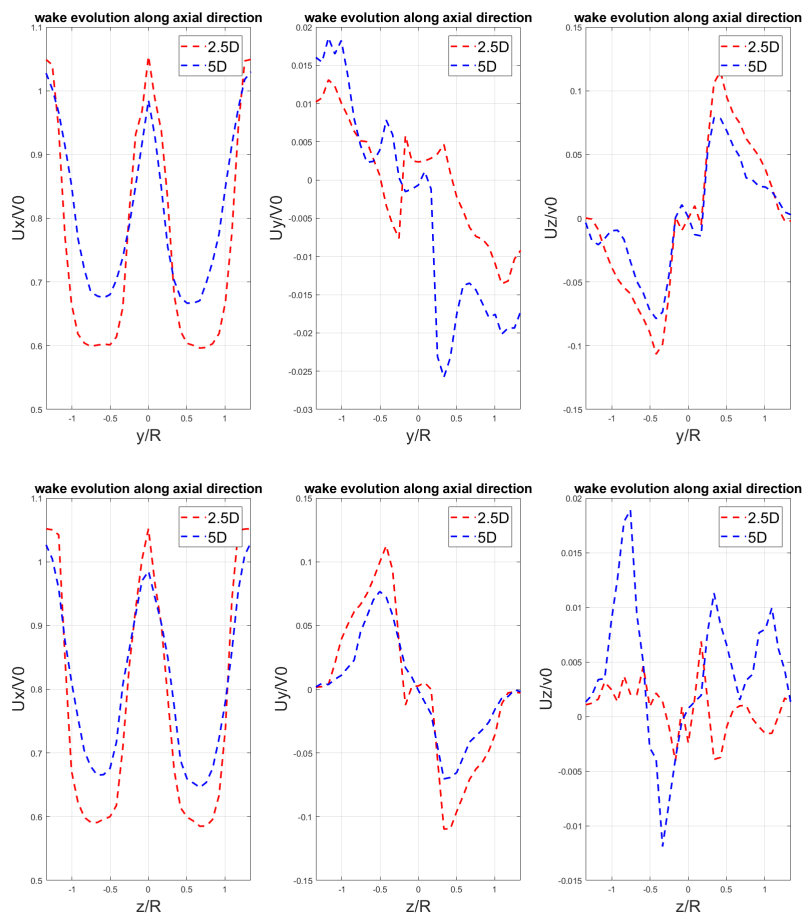 wake evolution along axial direction
2.5D
5D
1.1
1
0.9
0.8
0.7
0.6
0.5
Ux/V0
-1
-0.5
0
0.5
1
y/R
wake evolution along axial direction
2.5D
5D
0.02
0.015
0.01
0.005
0
-0.005
-0.01
-0.015
-0.02
-0.025
-0.03
Uy/V0
-1
-0.5
0
0.5
1
y/R
wake evolution along axial direction
2.5D
5D
0.15
0.1
0.05
0
-0.05
-0.1
-0.15
Uz/v0
-1
-0.5
0
0.5
1
y/R
wake evolution along axial direction
2.5D
5D
1.1
1
0.9
0.8
0.7
0.6
0.5
Ux/V0
-1
-0.5
0
0.5
1
z/R
wake evolution along axial direction
2.5D
5D
0.15
0.1
0.05
0
-0.05
-0.1
-0.15
Uy/V0
-1
-0.5
0
0.5
1
z/R
wake evolution along axial direction
2.5D
5D
0.02
0.015
0.01
0.005
0
-0.005
-0.01
-0.015
Uz/v0
-1
-0.5
0
0.5
1
z/R